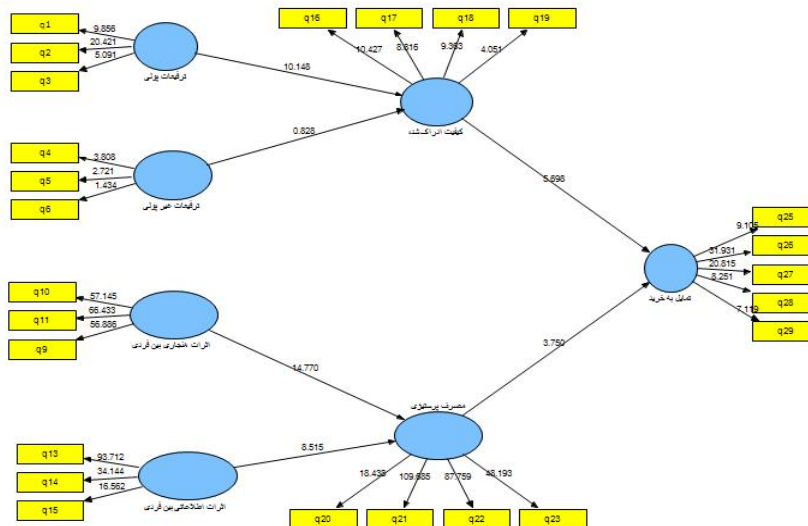 q1
9.856
q2
20.421
q3
5.091
ترفیعات پولی
q16
q17
q18
q19
10.427
8.816
9.363
4.051
10.148
کیفیت ادراک شده
0.828
q4
3.808
q5
2.721
q6
1.434
ترفیعات غیر پولی
5.698
q25
9.105
q26
31.931
q27
20.815
q28
8.251
q29
7.119
تمایل به خرید
q10
57.145
q11
66.433
q9
56.886
اثرات هنجاری بین فردی
14.770
3.750
مصرف پرستیژی
q13
93.712
q14
34.144
q15
16.562
اثرات اطلاعاتی بین فردی
8.515
18.438
109.685
87.759
48.193
q20
q21
q22
q23